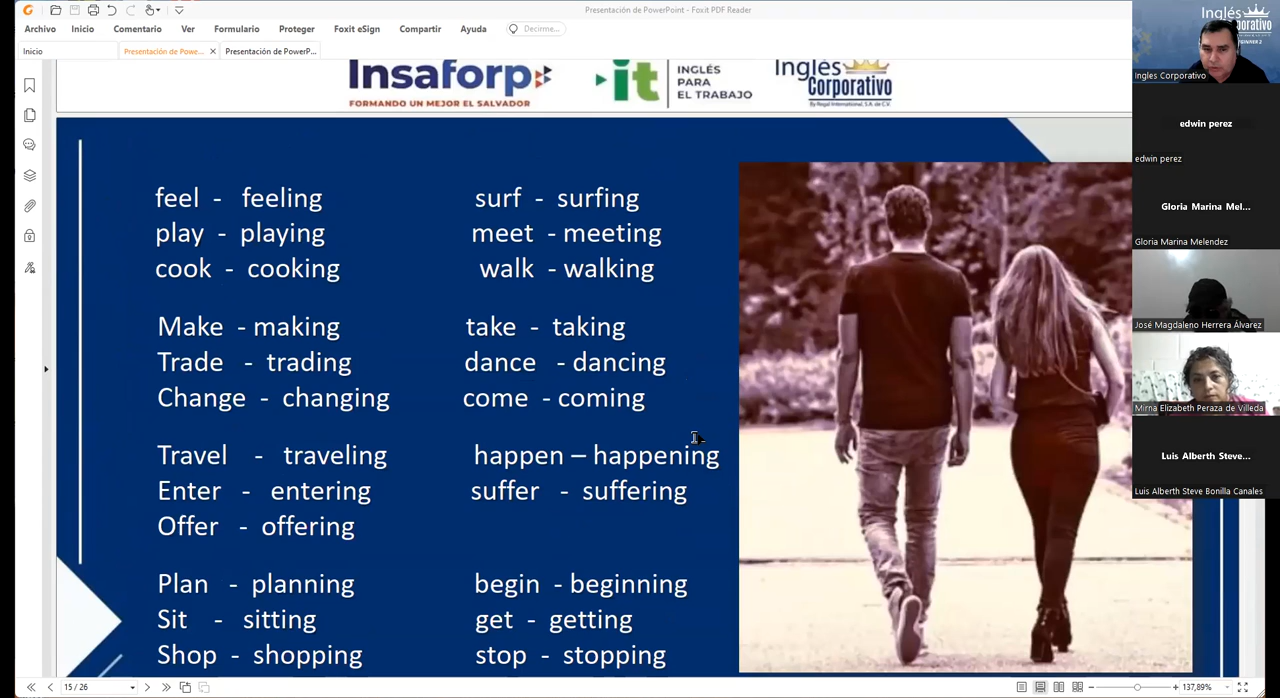 Presentación de PowerPoint - Foxit PDF Reader
Archivo Inicio Comentario Ver Formulario Proteger Foxit eSign Compartir Ayuda Decirme...
Inicio Presentación de Powe... Presentación de PowerP...
Insaforp
FORMANDO UN MEJOR EL SALVADOR
it
INGLÉS
PARA
EL TRABAJO
Inglés
Corporativo
By Regal International, S.A. de C.V.
feel - feeling surf - surfing
play - playing meet - meeting
cook - cooking walk - walking
Make - making take - taking
Trade - trading dance - dancing
Change - changing come - coming
Travel - traveling happen – happening
Enter - entering suffer - suffering
Offer - offering
Plan - planning begin - beginning
Sit - sitting get - getting
Shop - shopping stop - stopping
Inglés
Ingles Corporativo
edwin perez
edwin perez
Gloria Marina Mel...
Gloria Marina Melendez
José Magdaleno Herrera Álvarez
Mirna Elizabeth Peraza de Villeda
Luis Alberth Steve...
Luis Alberth Steve Bonilla Canales
15 / 26
137,89%